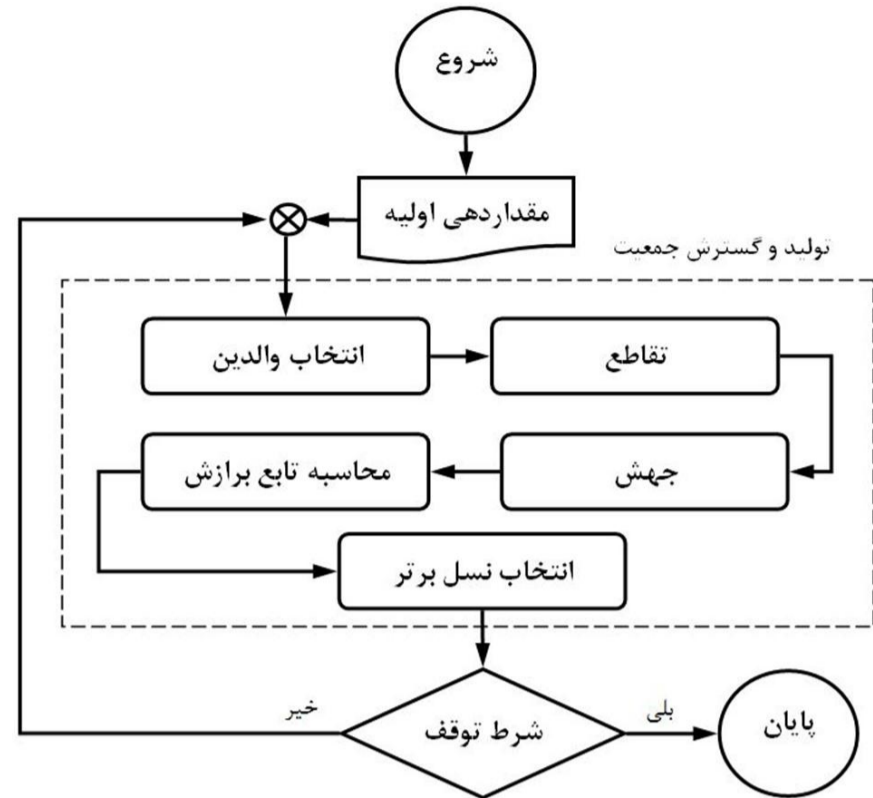 شروع
مقداردهی اولیه
تولید و گسترش جمعیت
انتخاب والدین
تقاطع
جهش
محاسبه تابع برازش
انتخاب نسل برتر
شرط توقف
خیر
بلی
پایان